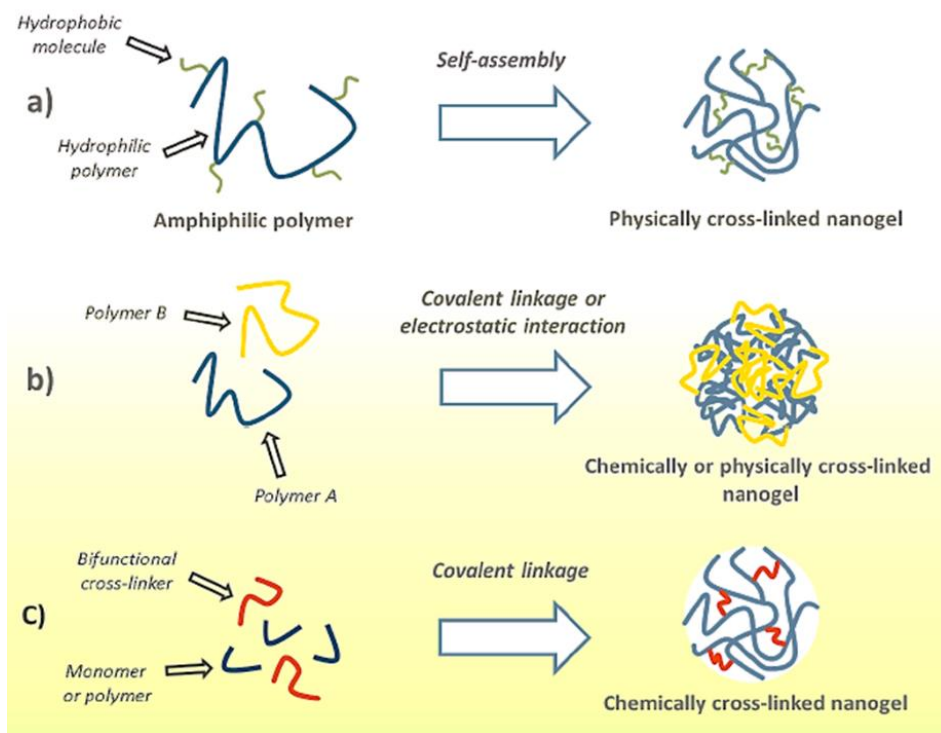 Hydrophobic
molecule
Self-assembly
a)
Hydrophilic
polymer
Amphiphilic polymer
Physically cross-linked nanogel
Polymer B
Covalent linkage or
electrostatic interaction
b)
Polymer A
Chemically or physically cross-linked
nanogel
Bifunctional
cross-linker
Covalent linkage
c)
Monomer
or polymer
Chemically cross-linked nanogel